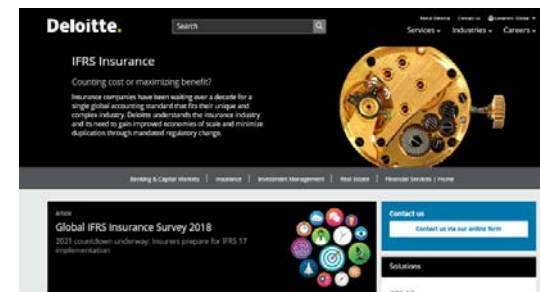 Deloitte.
Search
About Deloitte Contact us
Services Industries Careers
IFRS Insurance
Counting cost or maximizing benefit?
Insurance companies have been waiting over a decade for a
single global accounting standard that fits their unique and
complex industry. Deloitte understands the insurance industry
and its need to gain improved economies of scale and minimize
duplication through mandated regulatory change.
Banking & Capital Markets | Insurance | Investment Management | Real Estate | Financial Services | Home
Article
Global IFRS Insurance Survey 2018
2021 countdown underway: Insurers prepare for IFRS 17
implementation
Contact us
Contact us via our online form
Solutions